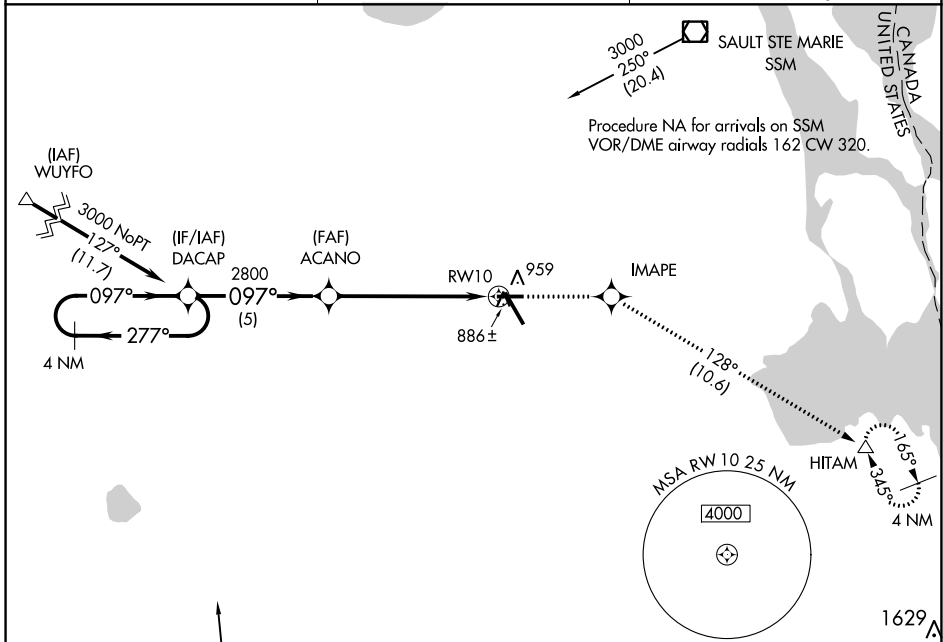 3000
250°
(20.4)
SAULT STE MARIE
SSM
CANADA
UNITED STATES
Procedure NA for arrivals on SSM
VOR/DME airway radials 162 CW 320.
(IAF)
WUYFO
3000 NoPT
127°
(11.7)
(IF/IAF)
DACAP
2800
097°
(5)
(FAF)
ACANO
RW10
959
IMAPE
097°
277°
4 NM
886±
128°
(10.6)
HITAM
165°
345°
4 NM
MSA RW 10 25 NM
4000
1629